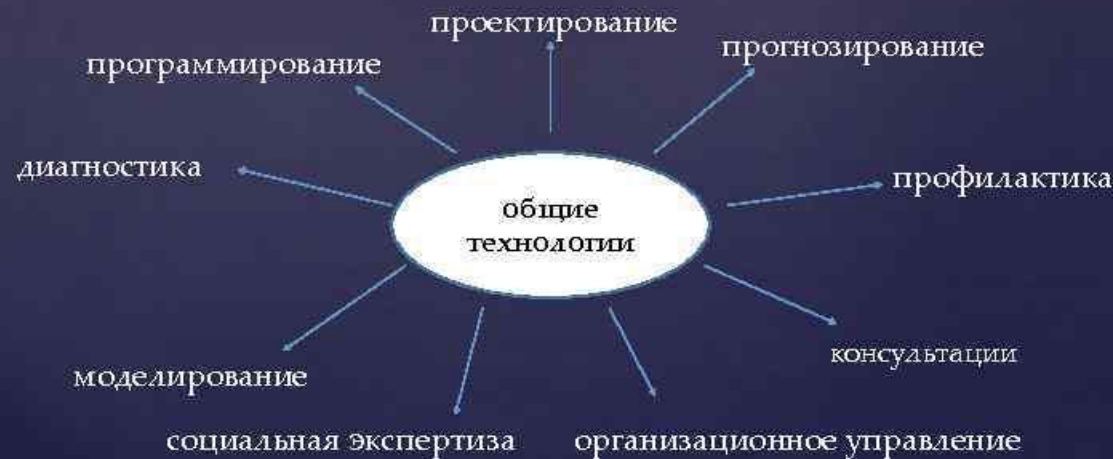 проектирование
прогнозирование
программирование
диагностика
профилактика
общие
технологии
консультации
моделирование
социальная экспертиза
организационное управление